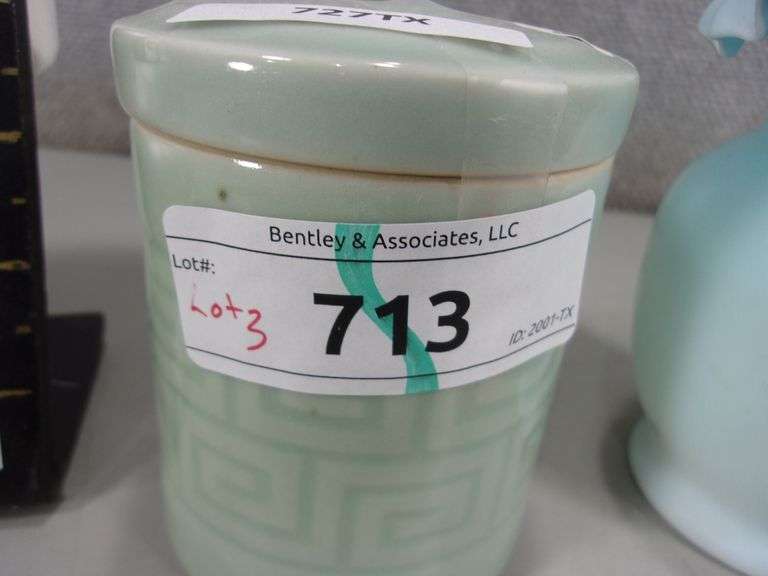 727TX
Bentley & Associates, LLC
Lot#:
Lot 3
713
ID: 2001-TX